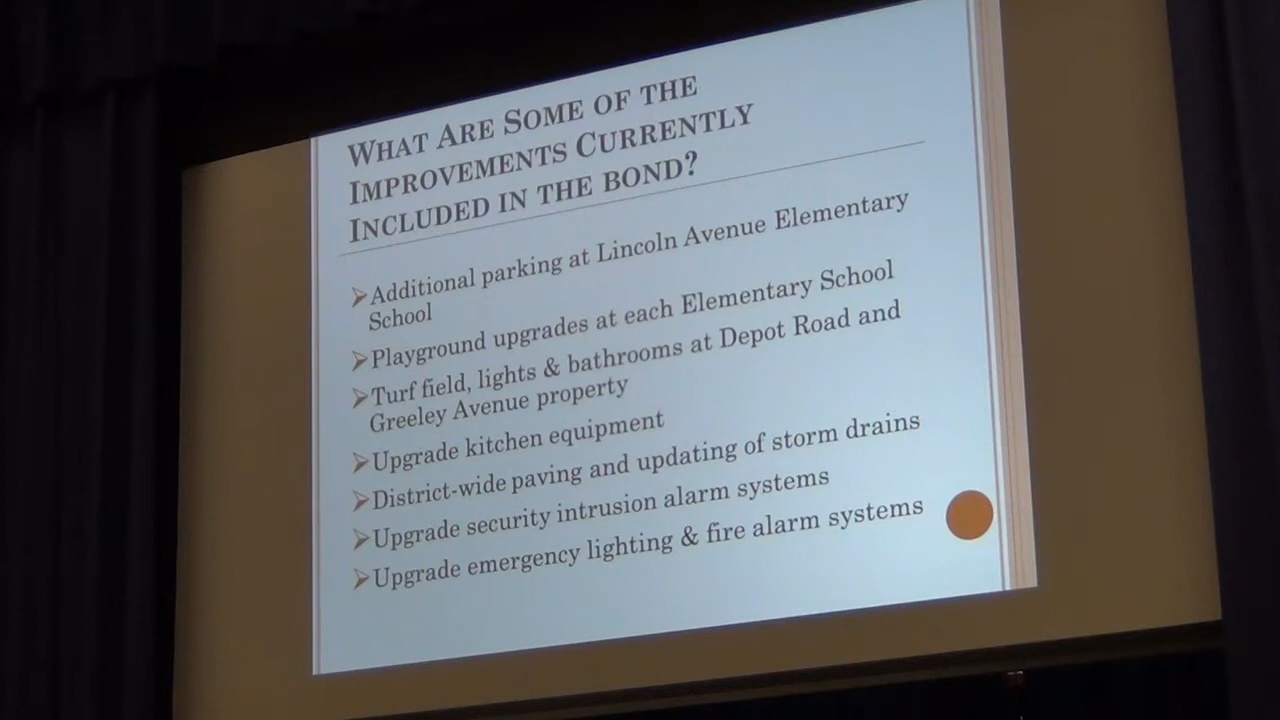 WHAT ARE SOME OF THE
IMPROVEMENTS CURRENTLY
INCLUDED IN THE BOND?
Additional parking at Lincoln Avenue Elementary
School
Playground upgrades at each Elementary School
Turf field, lights & bathrooms at Depot Road and
Greeley Avenue property
Upgrade kitchen equipment
District-wide paving and updating of storm drains
Upgrade security intrusion alarm systems
Upgrade emergency lighting & fire alarm systems